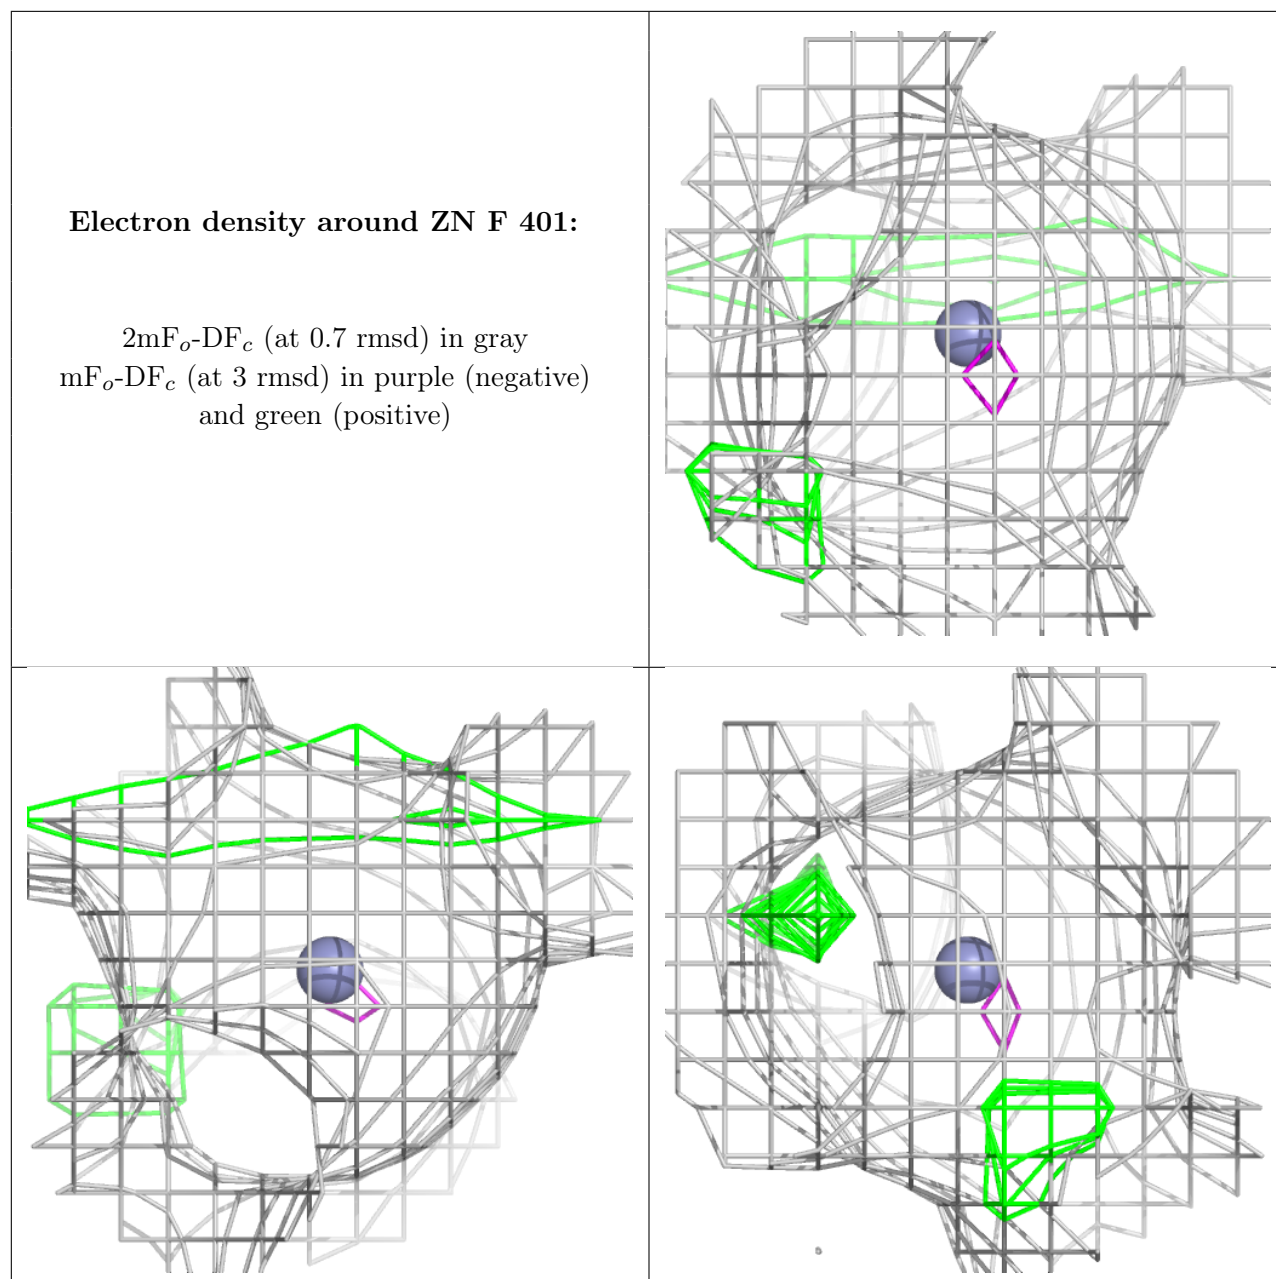 Electron density around ZN F 401:
2mFo-DFc (at 0.7 rmsd) in gray
mFo-DFc (at 3 rmsd) in purple (negative)
and green (positive)